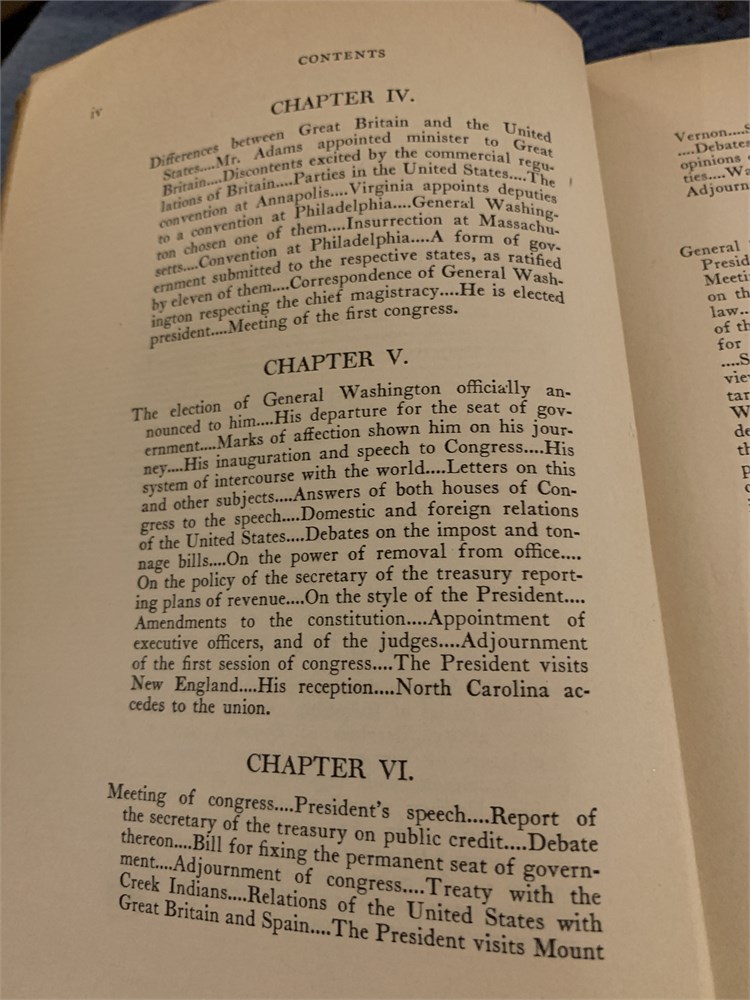 CONTENTS
iv
CHAPTER IV.
Differences between Great Britain and the United
States....Mr. Adams appointed minister to Great
Britain....Discontents excited by the commercial regu-
lations of Britain....Parties in the United States....The
convention at Annapolis....Virginia appoints deputies
to a convention at Philadelphia....General Washing-
ton chosen one of them....Insurrection at Massachu-
setts....Convention at Philadelphia....A form of gov-
ernment submitted to the respective states, as ratified
by eleven of them....Correspondence of General Wash-
ington respecting the chief magistracy....He is elected
president....Meeting of the first congress.
CHAPTER V.
The election of General Washington officially an-
nounced to him....His departure for the seat of gov-
ernment....Marks of affection shown him on his jour-
ney....His inauguration and speech to Congress....His
system of intercourse with the world....Letters on this
and other subjects....Answers of both houses of Con-
gress to the speech....Domestic and foreign relations
of the United States....Debates on the impost and ton-
nage bills....On the power of removal from office....
On the policy of the secretary of the treasury report-
ing plans of revenue....On the style of the President....
Amendments to the constitution....Appointment of
executive officers, and of the judges....Adjournment
of the first session of congress....The President visits
New England....His reception....North Carolina ac-
cedes to the union.
CHAPTER VI.
Meeting of congress....President's speech....Report of
the secretary of the treasury on public credit....Debate
thereon....Bill for fixing the permanent seat of govern-
ment....Adjournment of congress....Treaty with the
Creek Indians....Relations of the United States with
Great Britain and Spain....The President visits Mount
Vernon....S
....Debates
opinions
ties....Wa
Adjourn
General
Presid
Meeti
on th
law..
of th
for
....S
vie
tar
W
de
th
p